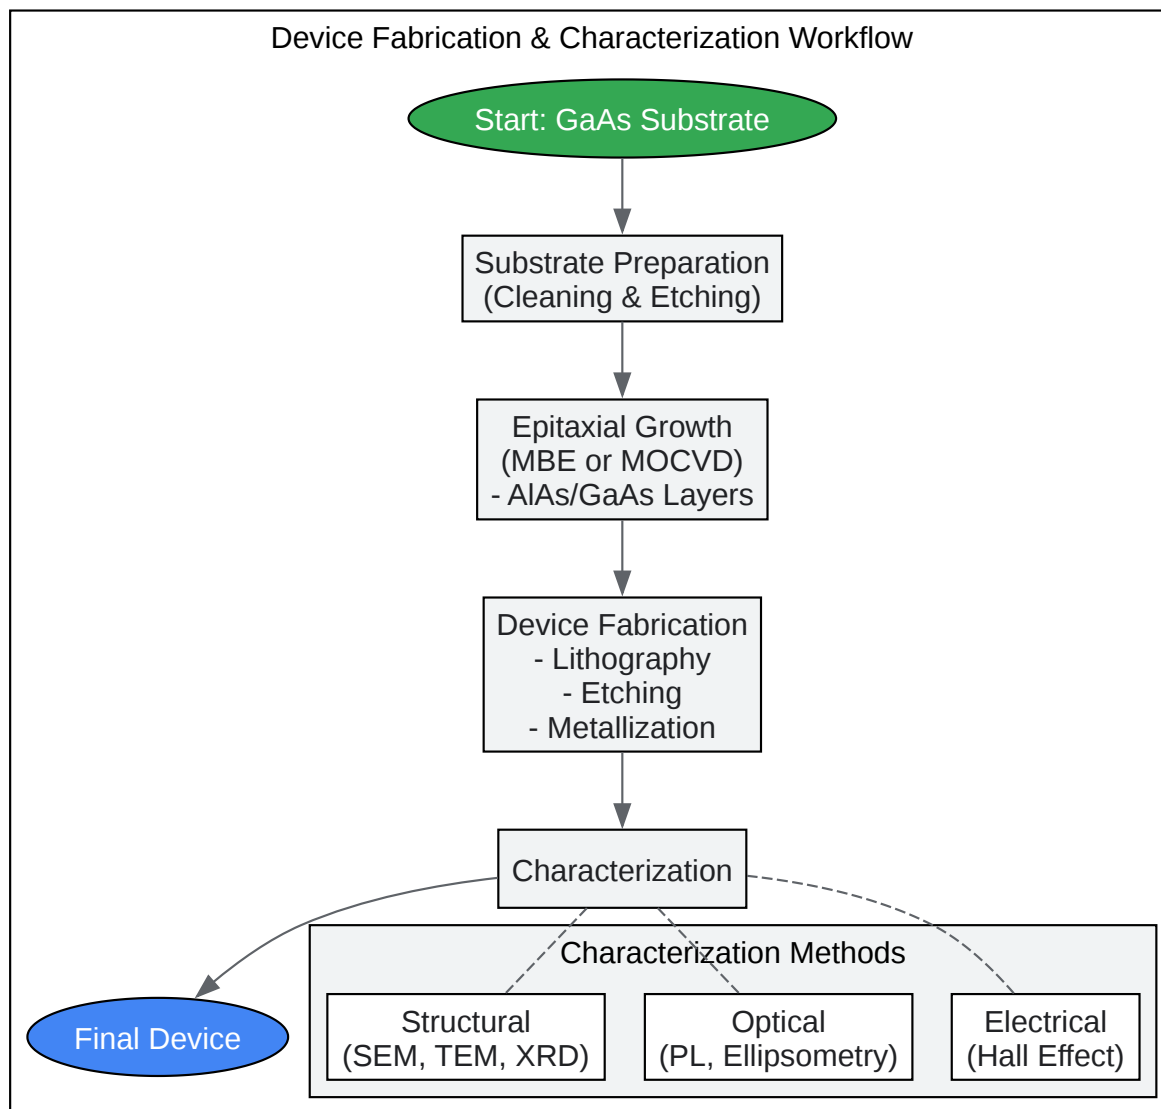 Device Fabrication & Characterization Workflow
Start: GaAs Substrate
Substrate Preparation
(Cleaning & Etching)
Epitaxial Growth
(MBE or MOCVD)
- AlAs/GaAs Layers
Device Fabrication
- Lithography
- Etching
- Metallization
Characterization
Characterization Methods
Final Device
Structural
(SEM, TEM, XRD)
Optical
(PL, Ellipsometry)
Electrical
(Hall Effect)